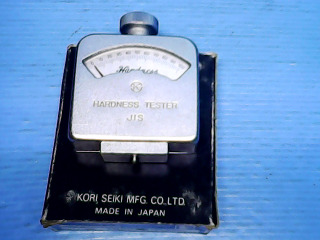 Hardness
HARDNESS TESTER
JIS
KORI SEIKI MFG. CO., LTD.
MADE IN JAPAN